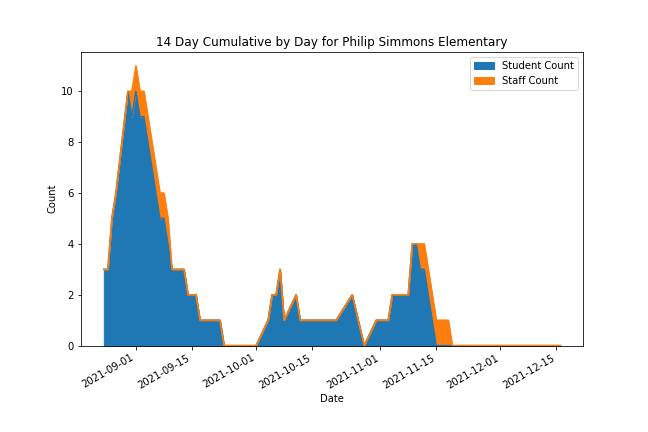 14 Day Cumulative by Day for Philip Simmons Elementary
Student Count
Staff Count
Count
10
8
6
4
2
0
2021-09-01
2021-09-15
2021-10-01
2021-10-15
2021-11-01
2021-11-15
2021-12-01
2021-12-15
Date